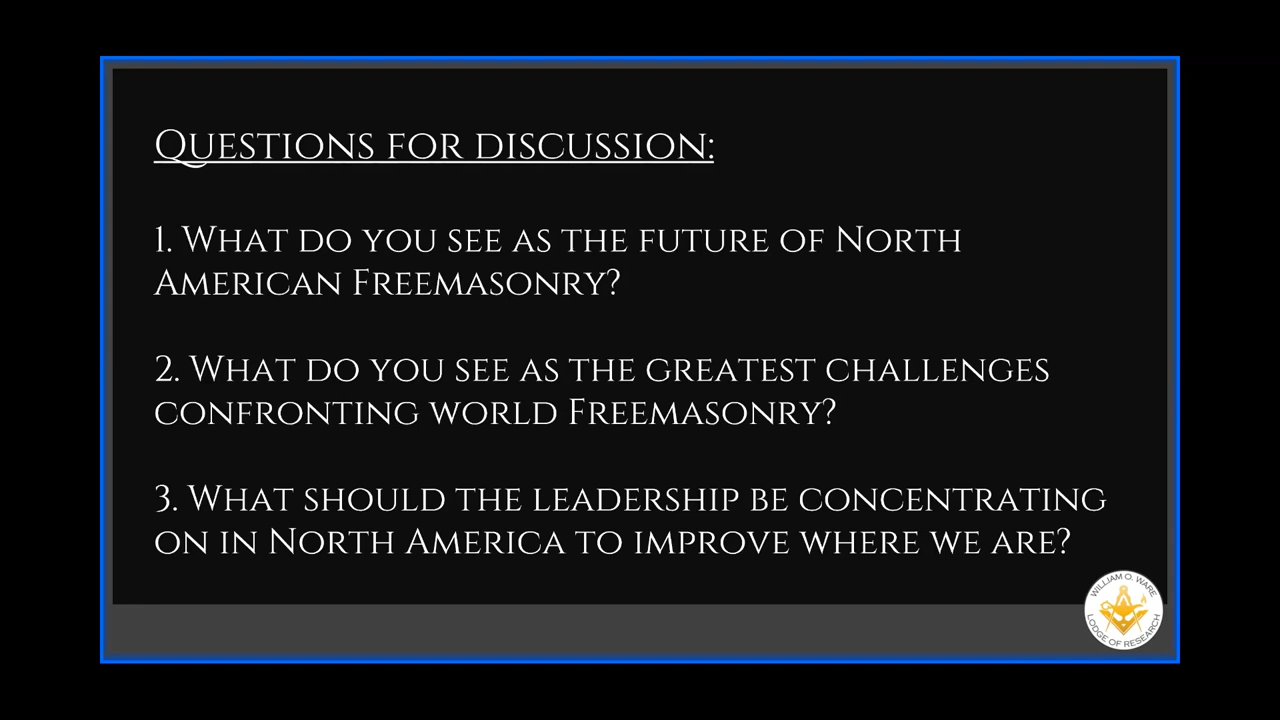 Questions for discussion:
1. What do you see as the future of North
American Freemasonry?
2. What do you see as the greatest challenges
confronting world Freemasonry?
3. What should the leadership be concentrating
on in North America to improve where we are?
WILLIAM O. WARE
LODGE OF RESEARCH